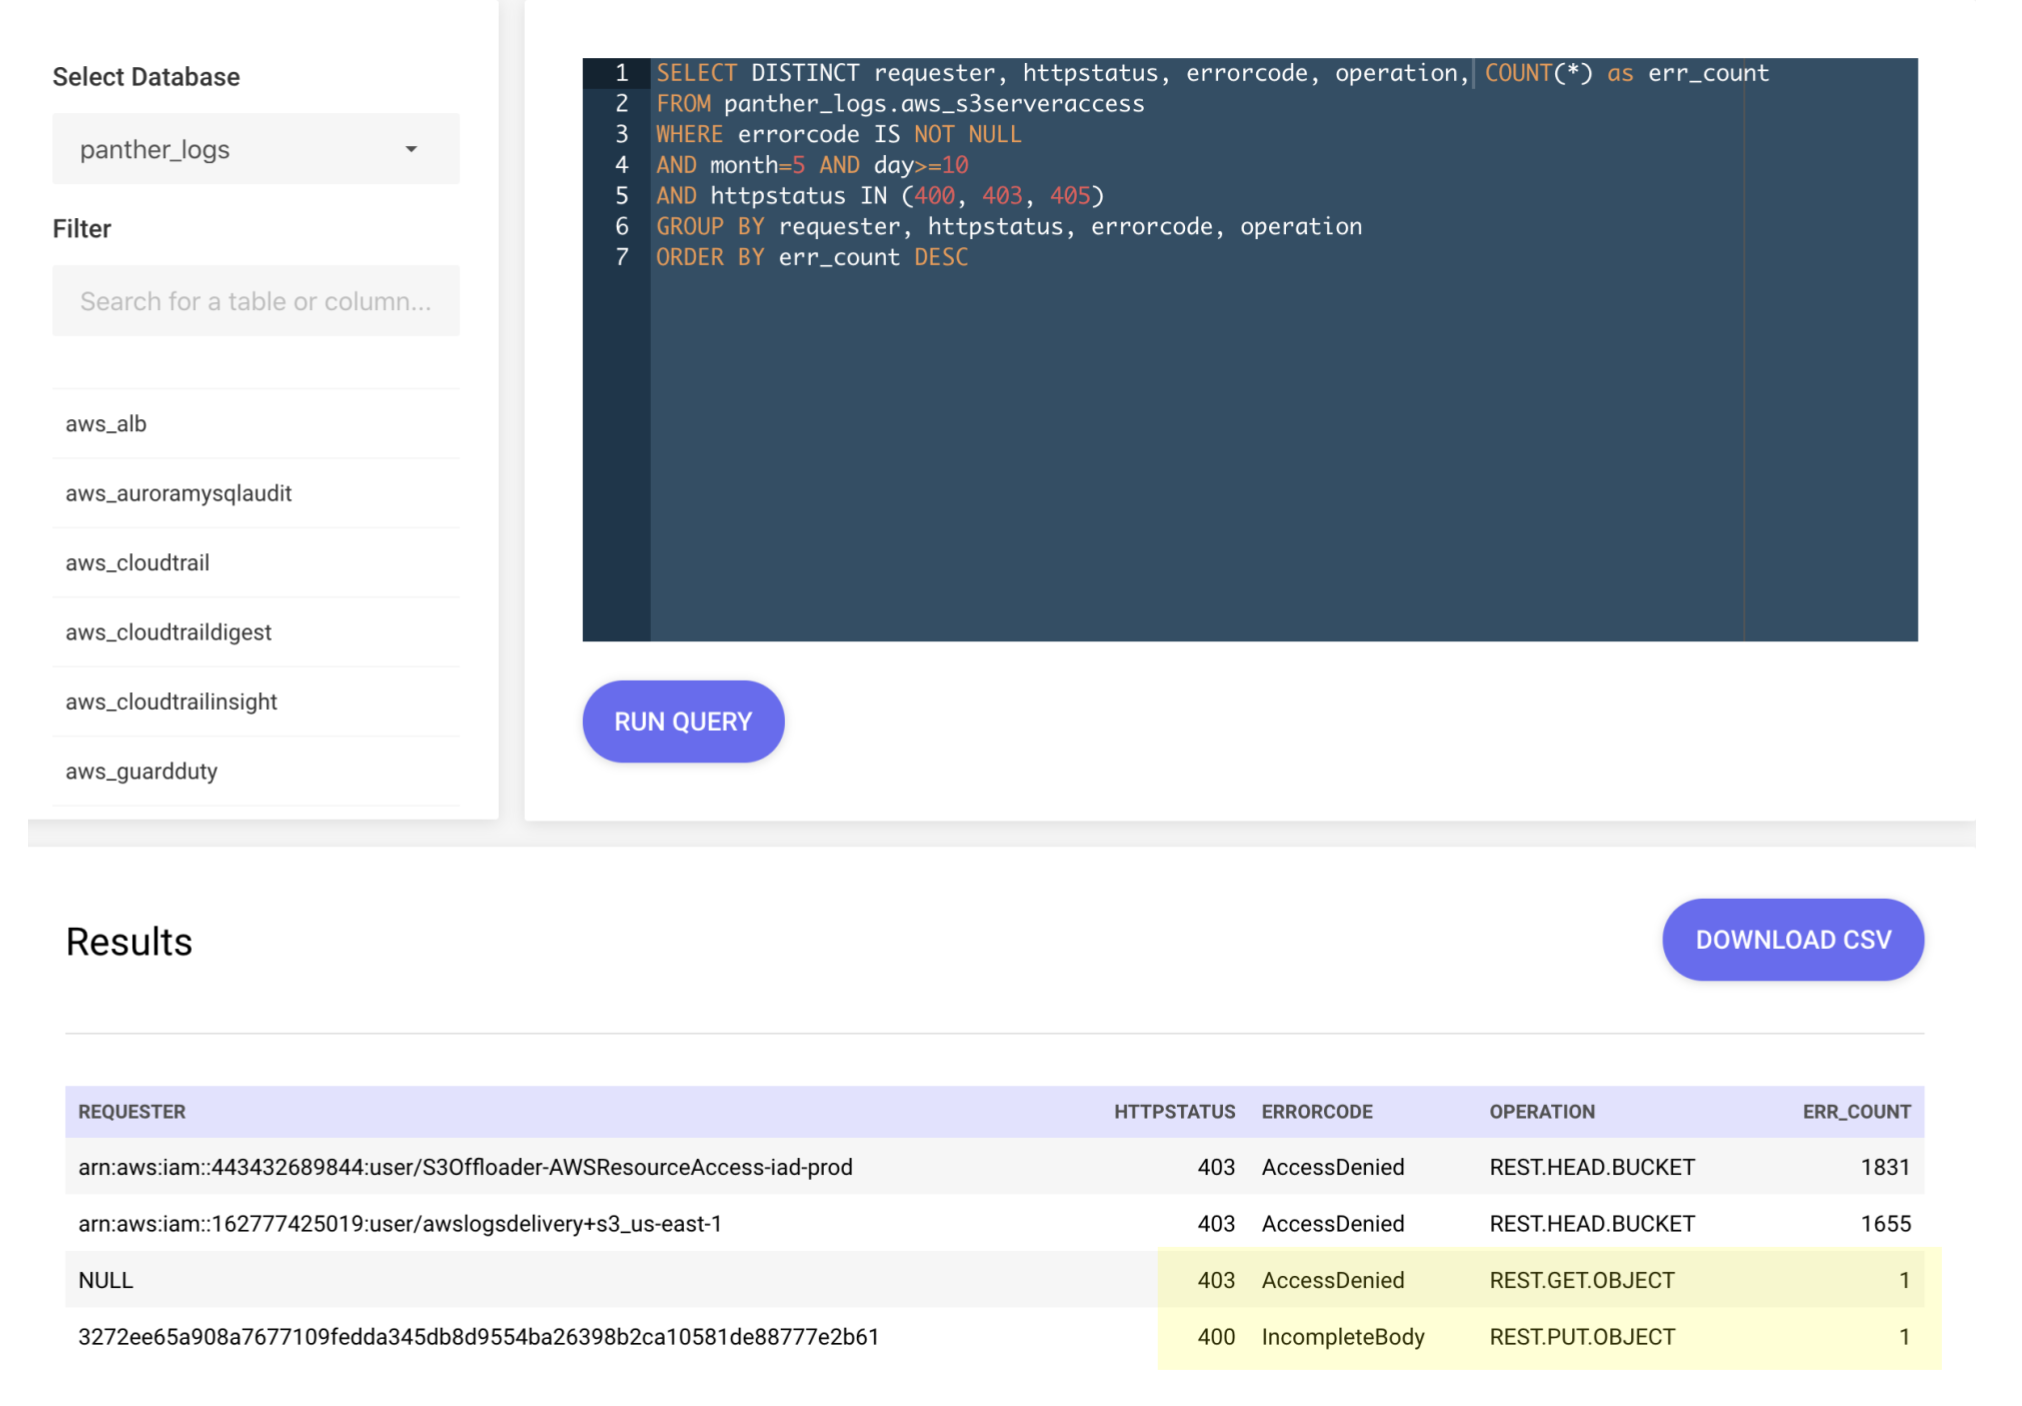 Select Database
panther_logs
Filter
Search for a table or column...
aws_alb
aws_auroramysqlaudit
aws_cloudtrail
aws_cloudtraildigest
aws_cloudtrailinsight
aws_guardduty
1 SELECT DISTINCT requester, httpstatus, errorcode, operation, COUNT(*) as err_count
2 FROM panther_logs.aws_s3serveraccess
3 WHERE errorcode IS NOT NULL
4 AND month=5 AND day>=10
5 AND httpstatus IN (400, 403, 405)
6 GROUP BY requester, httpstatus, errorcode, operation
7 ORDER BY err_count DESC
RUN QUERY
Results
DOWNLOAD CSV
REQUESTER HTTPSTATUS ERRORCODE OPERATION ERR_COUNT
arn:aws:iam::443432689844:user/S3Offloader-AWSResourceAccess-iad-prod 403 AccessDenied REST.HEAD.BUCKET 1831
arn:aws:iam::162777425019:user/awslogsdelivery+s3_us-east-1 403 AccessDenied REST.HEAD.BUCKET 1655
NULL 403 AccessDenied REST.GET.OBJECT 1
3272ee65a908a7677109fedda345db8d9554ba26398b2ca10581de88777e2b61 400 IncompleteBody REST.PUT.OBJECT 1